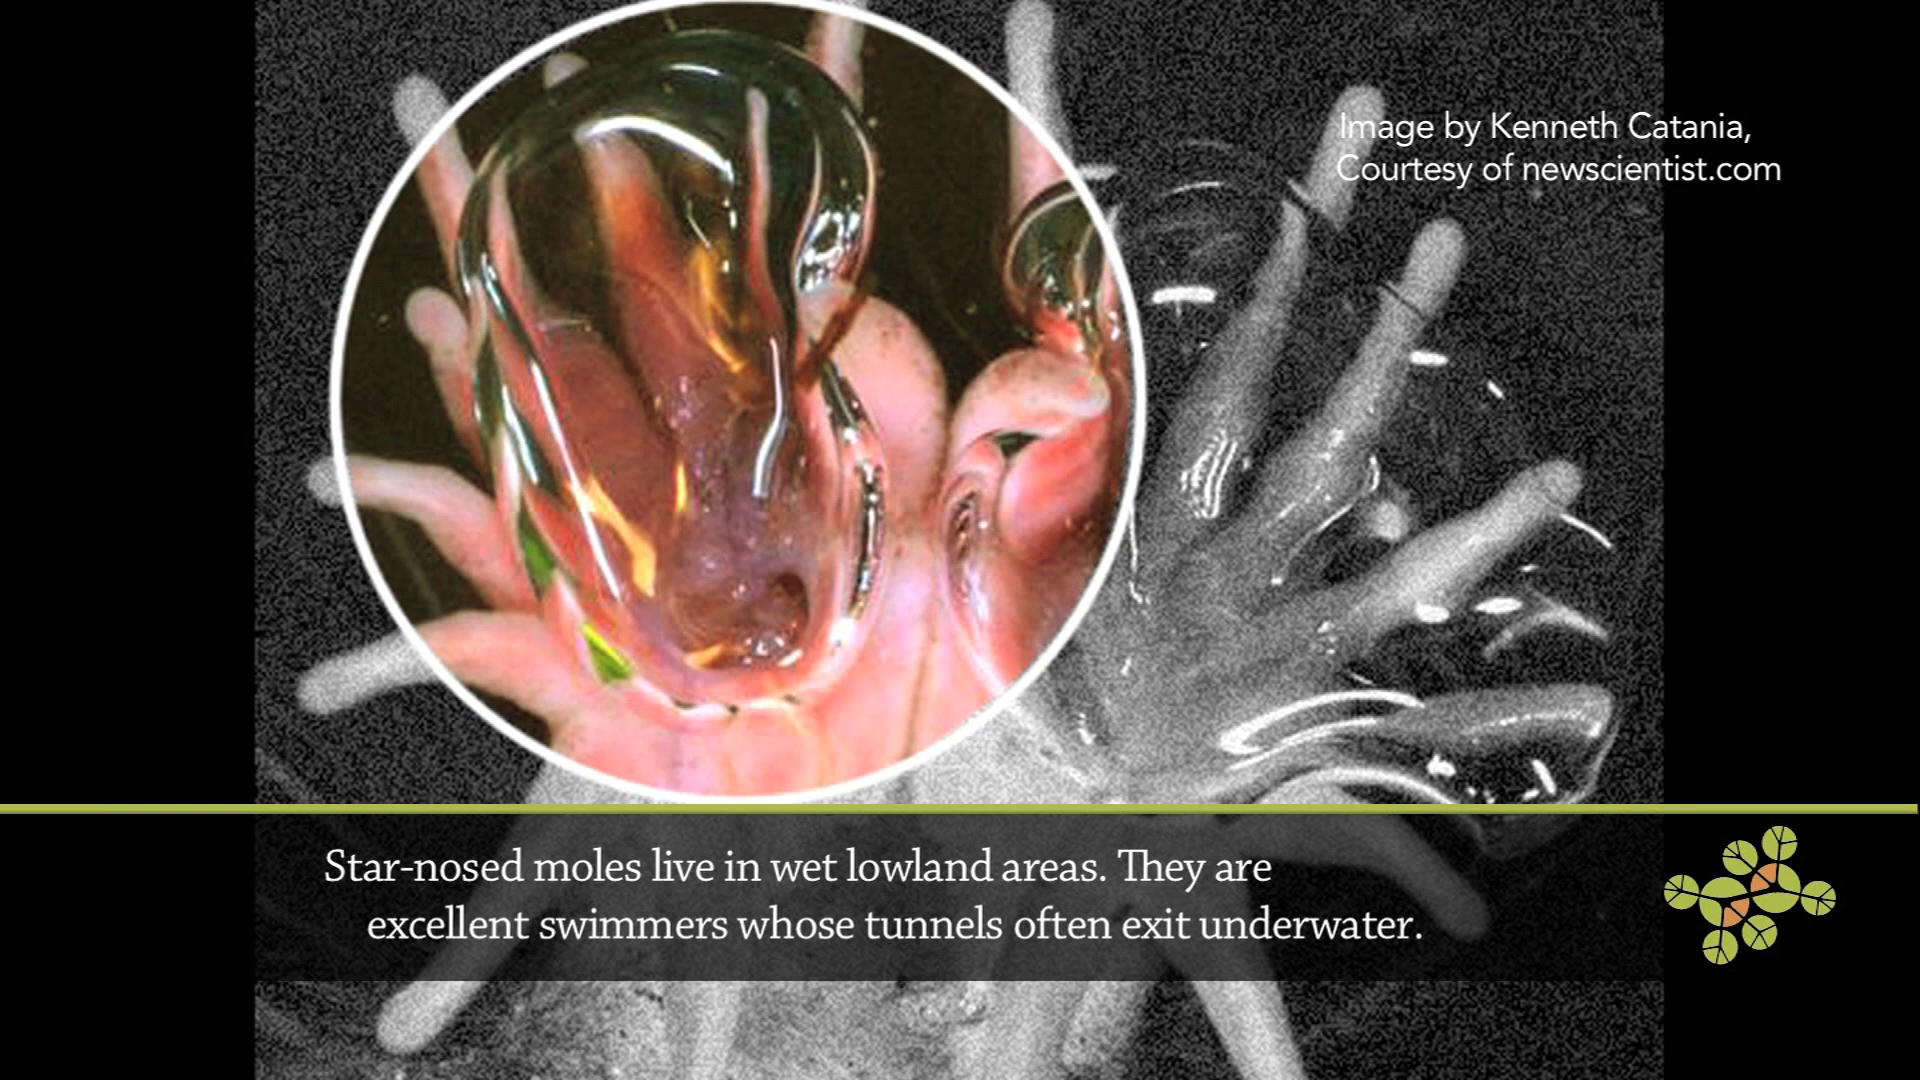 Image by Kenneth Catania,
Courtesy of newscientist.com
Star-nosed moles live in wet lowland areas. They are
excellent swimmers whose tunnels often exit underwater.